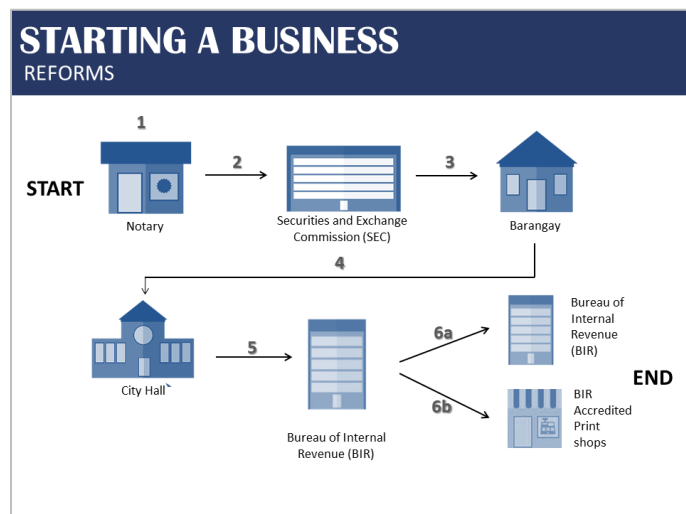 STARTING A BUSINESS
REFORMS
1
START
Notary
2
Securities and Exchange
Commission (SEC)
3
Barangay
4
City Hall
5
Bureau of Internal
Revenue (BIR)
6a
Bureau of
Internal
Revenue
(BIR)
END
6b
BIR
Accredited
Print
shops